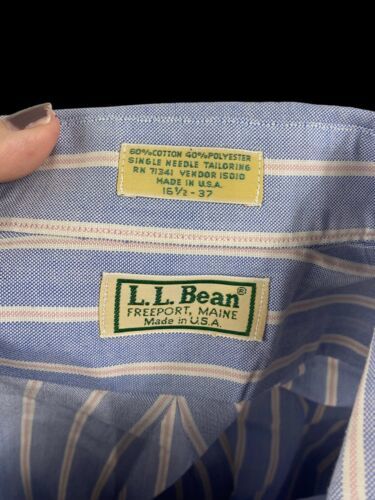 60% COTTON 40% POLYESTER
SINGLE NEEDLE TAILORING
RN 71341 VENDOR 15010
MADE IN U.S.A.
16 1/2 - 37
L.L.Bean®
FREEPORT, MAINE
Made in U.S.A.